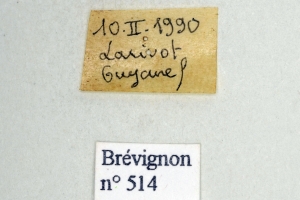 10.II.1990
Larivot
Guyane f
Brévignon
n° 514